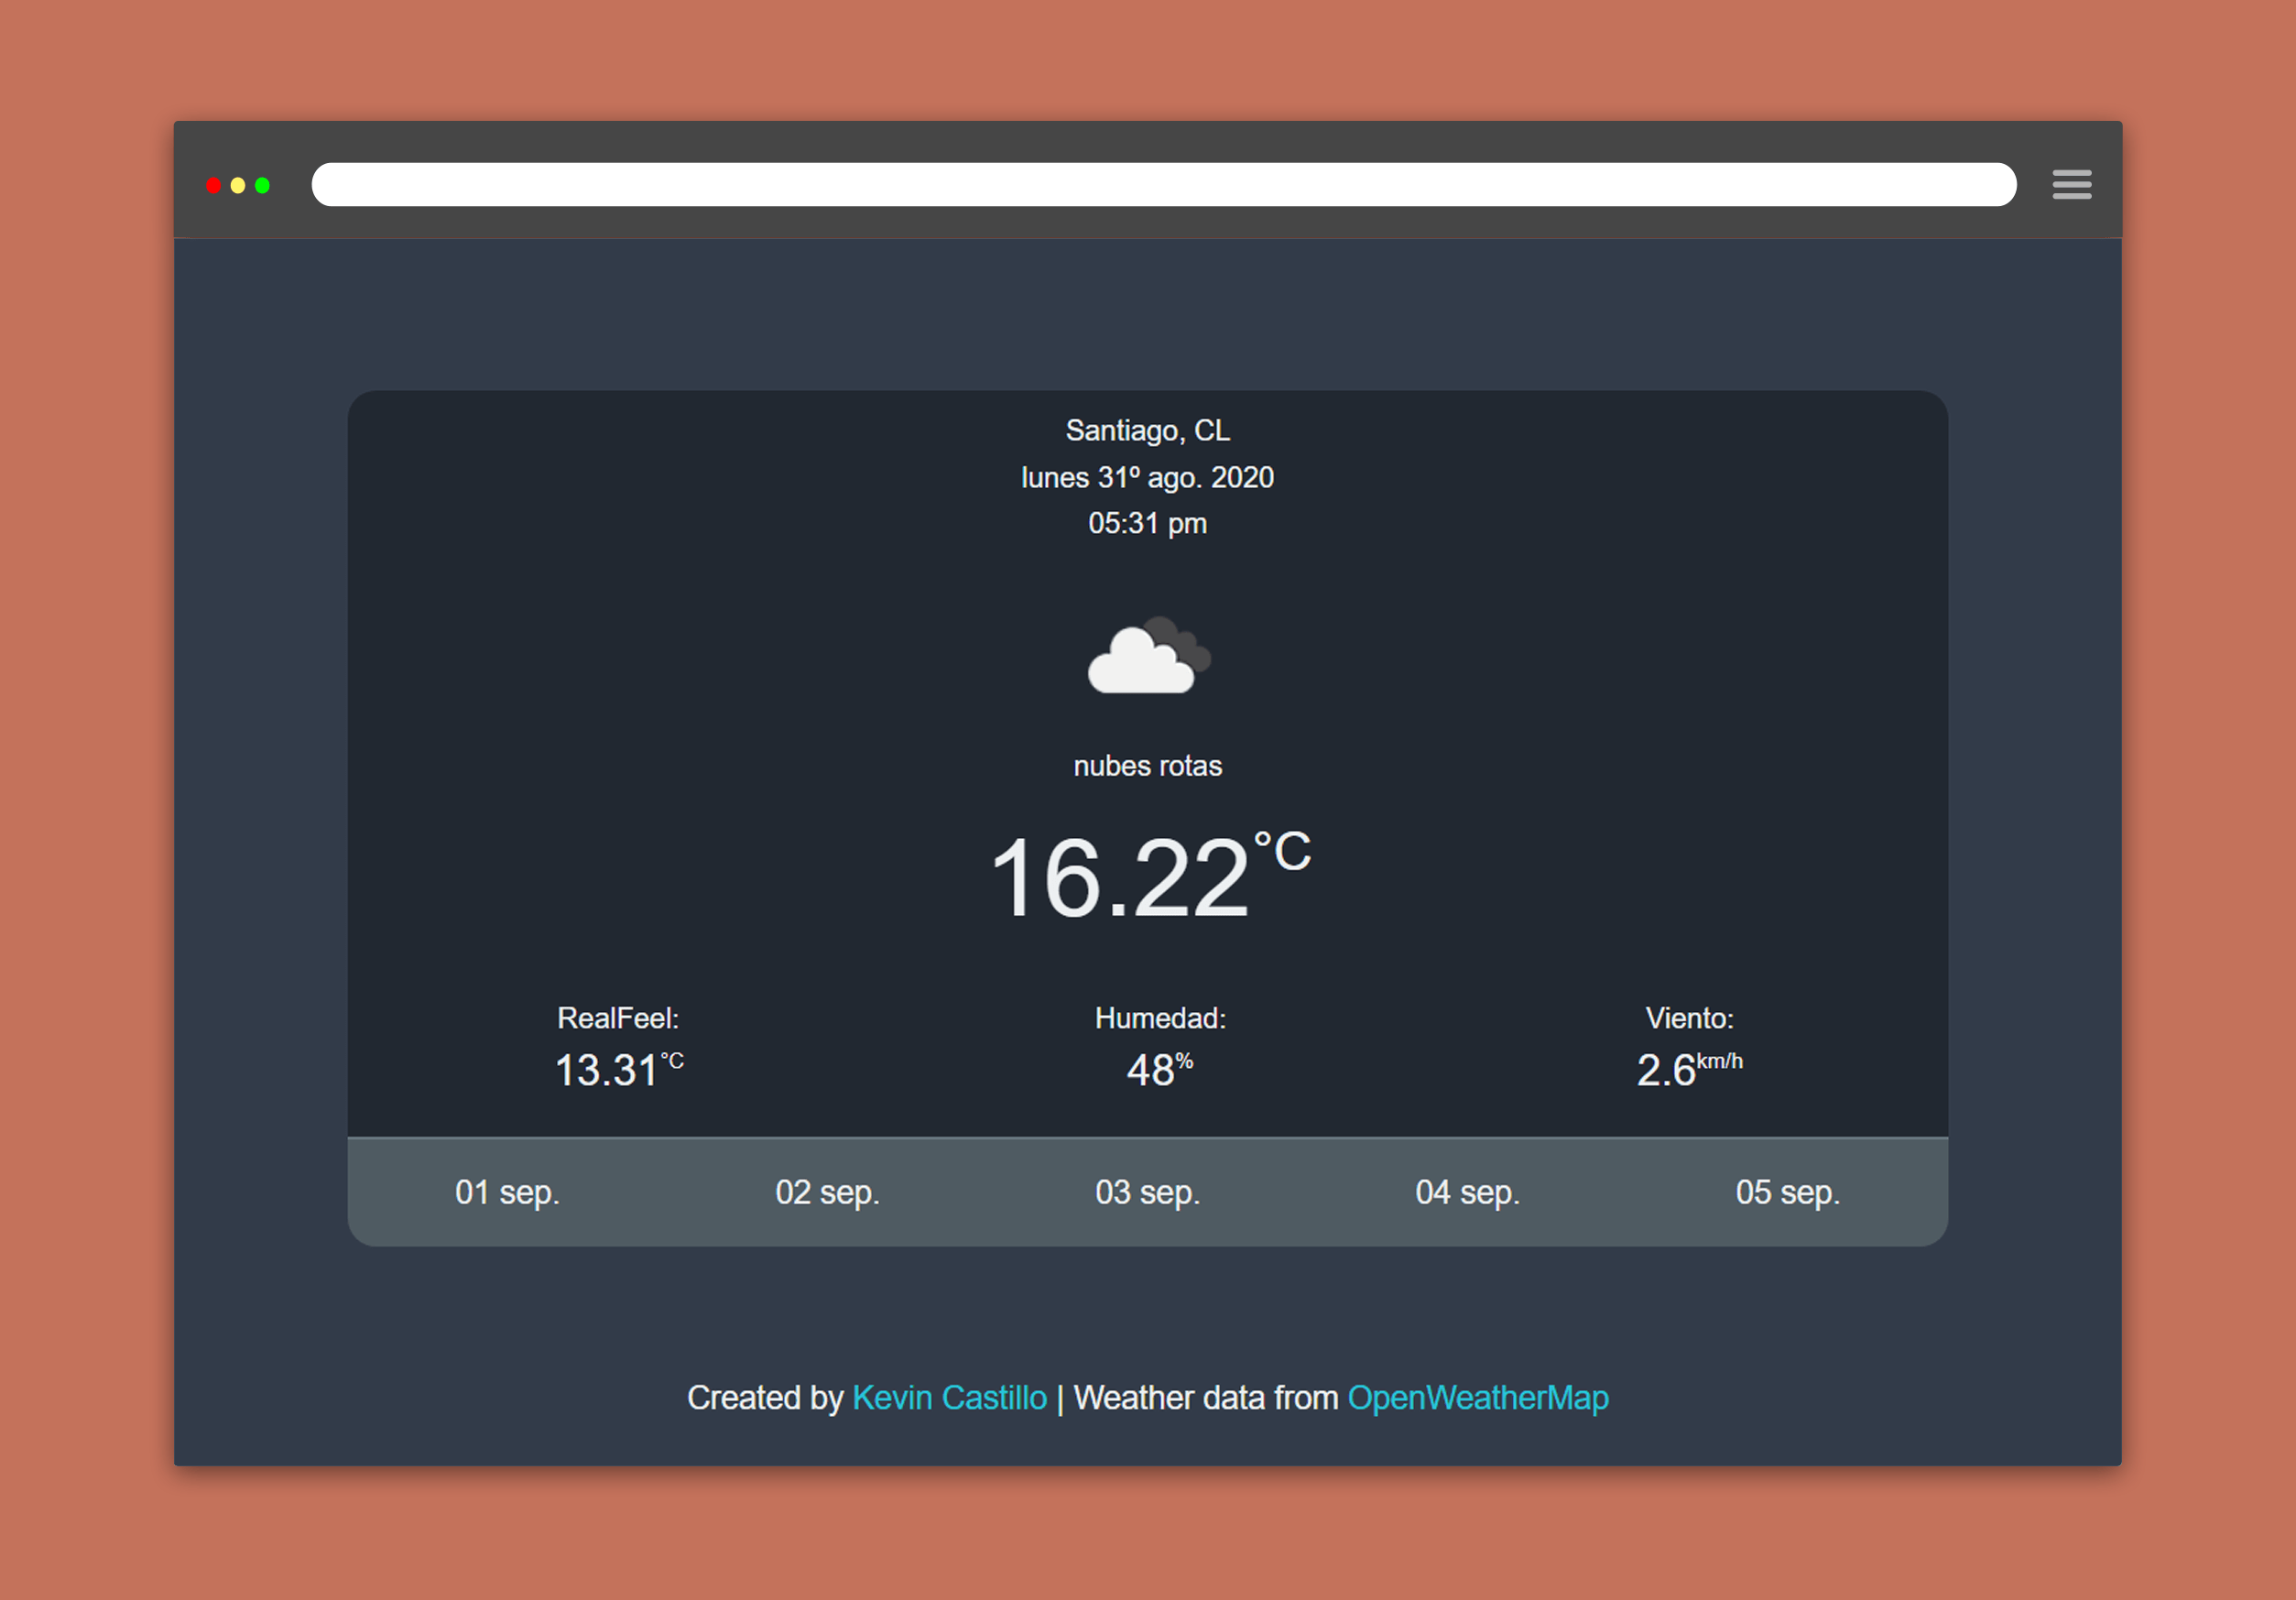 Santiago, CL
lunes 31º ago. 2020
05:31 pm
nubes rotas
16.22°C
RealFeel: Humedad: Viento:
13.31°C 48% 2.6km/h
01 sep. 02 sep. 03 sep. 04 sep. 05 sep.
Created by Kevin Castillo | Weather data from OpenWeatherMap